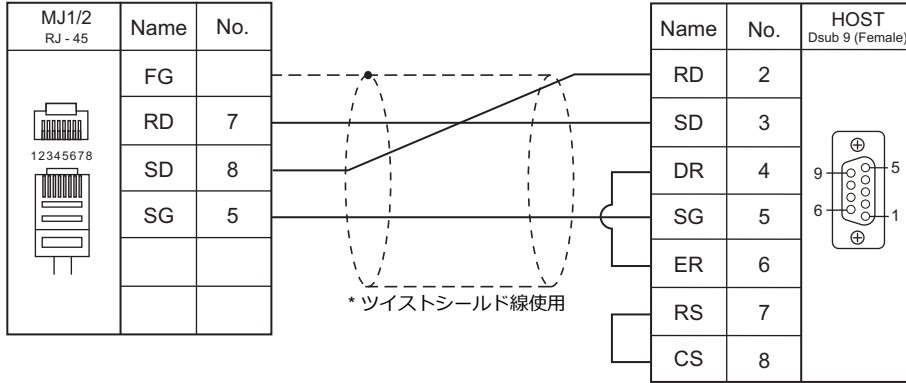 MJ1/2
RJ - 45
Name No.
FG
RD 7
SD 8
SG 5
12345678
* ツイストシールド線使用
Name No.
HOST
Dsub 9 (Female)
RD 2
SD 3
DR 4
SG 5
ER 6
RS 7
CS 8
9 5
6 1